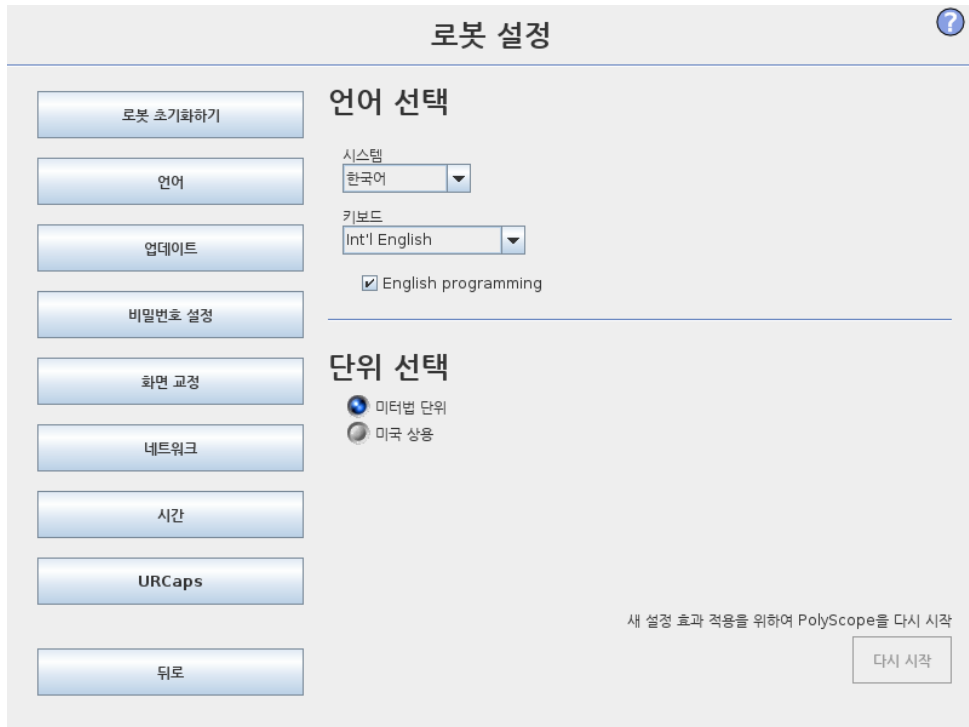 로봇 설정
?
로봇 초기화하기
언어
업데이트
비밀번호 설정
화면 교정
네트워크
시간
URCaps
뒤로
언어 선택
시스템
한국어
키보드
Int'l English
English programming
단위 선택
미터법 단위
미국 상용
새 설정 효과 적용을 위하여 PolyScope을 다시 시작
다시 시작